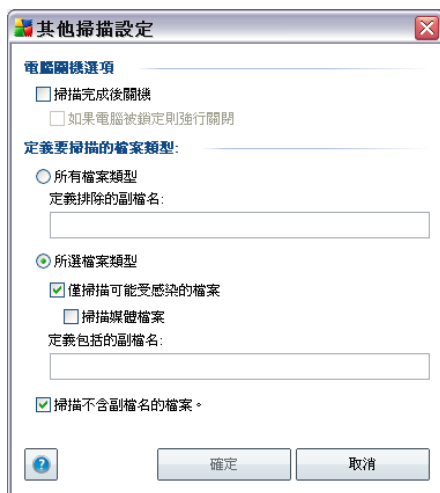 其他掃描設定
電腦關機選項
掃描完成後關機
如果電腦被鎖定則強行關閉
定義要掃描的檔案類型:
所有檔案類型
定義排除的副檔名:
所選檔案類型
僅掃描可能受感染的檔案
掃描媒體檔案
定義包括的副檔名:
掃描不含副檔名的檔案。
?
確定
取消